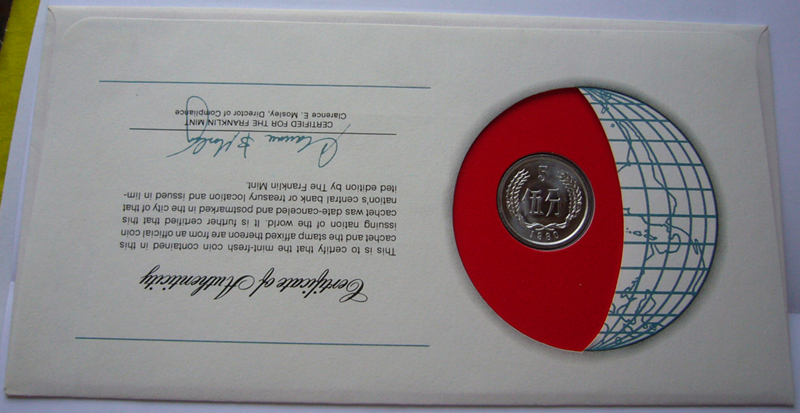 Certificate of Authenticity
This is to certify that the mint-fresh coin contained in this
cachet and the stamp affixed thereon are from an official coin
issuing nation of the world. It is further certified that this
cachet was date-canceled and postmarked in the city of that
nation's central bank or treasury location and issued in lim-
ited edition by The Franklin Mint.
CERTIFIED FOR THE FRANKLIN MINT
Clarence E. Mosley, Director of Compliance
5
伍分
1980